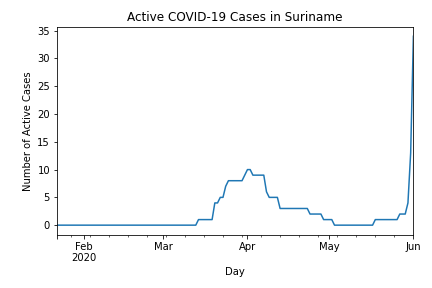 Active COVID-19 Cases in Suriname
Number of Active Cases
35
30
25
20
15
10
5
0
Feb
2020
Mar
Apr
May
Jun
Day